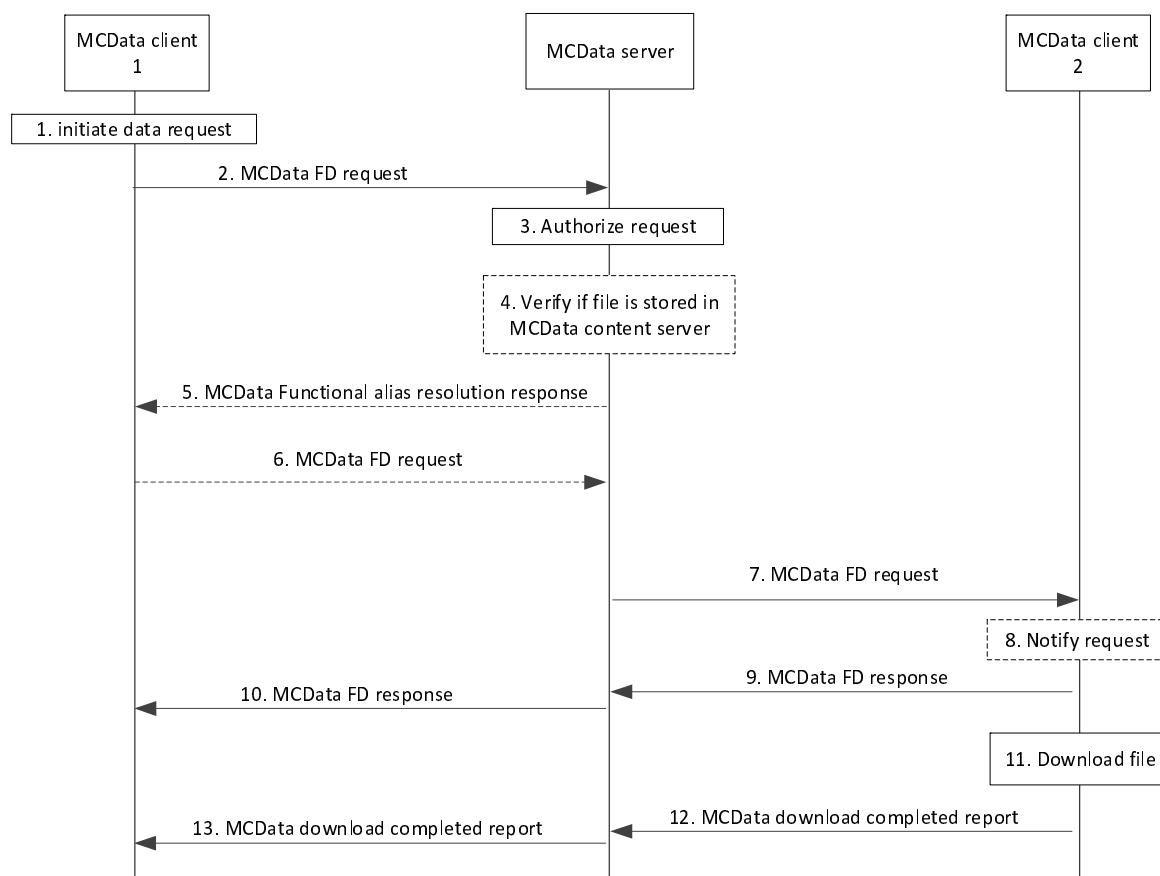 MCData client
1
MCData server
MCData client
2
1. initiate data request
2. MCData FD request
3. Authorize request
4. Verify if file is stored in
MCData content server
5. MCData Functional alias resolution response
6. MCData FD request
7. MCData FD request
8. Notify request
9. MCData FD response
10. MCData FD response
11. Download file
12. MCData download completed report
13. MCData download completed report